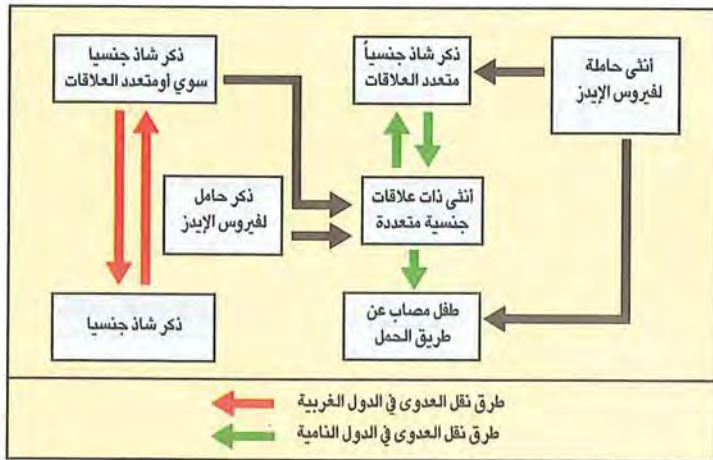 أنثى حاملة
لفيروس الإيدز
ذكر شاذ جنسياً
متعدد العلاقات
ذكر شاذ جنسيا
سوي أومتعدد العلاقات
أنثى ذات علاقات
جنسية متعددة
ذكر حامل
لفيروس الإيدز
طفل مصاب عن
طريق الحمل
ذكر شاذ جنسيا
طرق نقل العدوى في الدول الغربية
طرق نقل العدوى في الدول النامية